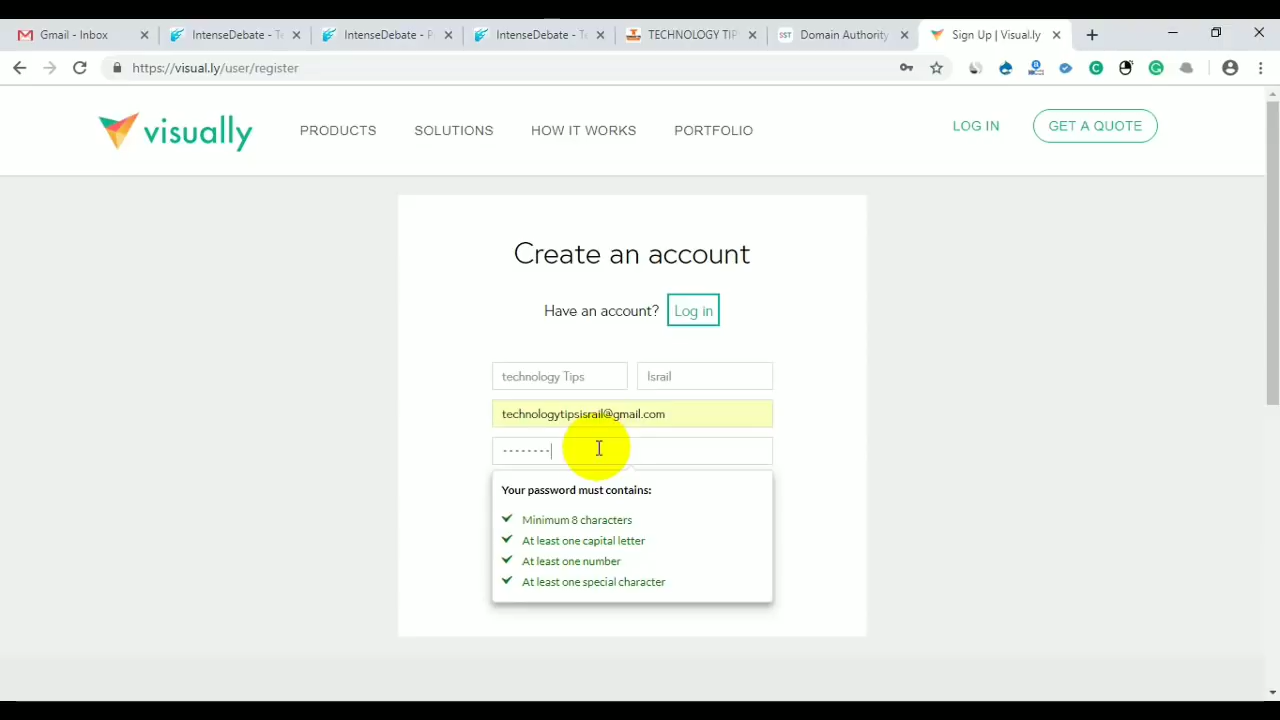 Gmail - Inbox
IntenseDebate - Te
IntenseDebate - P
IntenseDebate - Te
TECHNOLOGY TIP
SST
Domain Authority
Sign Up | Visual.ly
https://visual.ly/user/register
visually
PRODUCTS
SOLUTIONS
HOW IT WORKS
PORTFOLIO
LOG IN
GET A QUOTE
Create an account
Have an account? Log in
technology Tips
Israil
technologytipsisrail@gmail.com
--------
Your password must contains:
Minimum 8 characters
At least one capital letter
At least one number
At least one special character